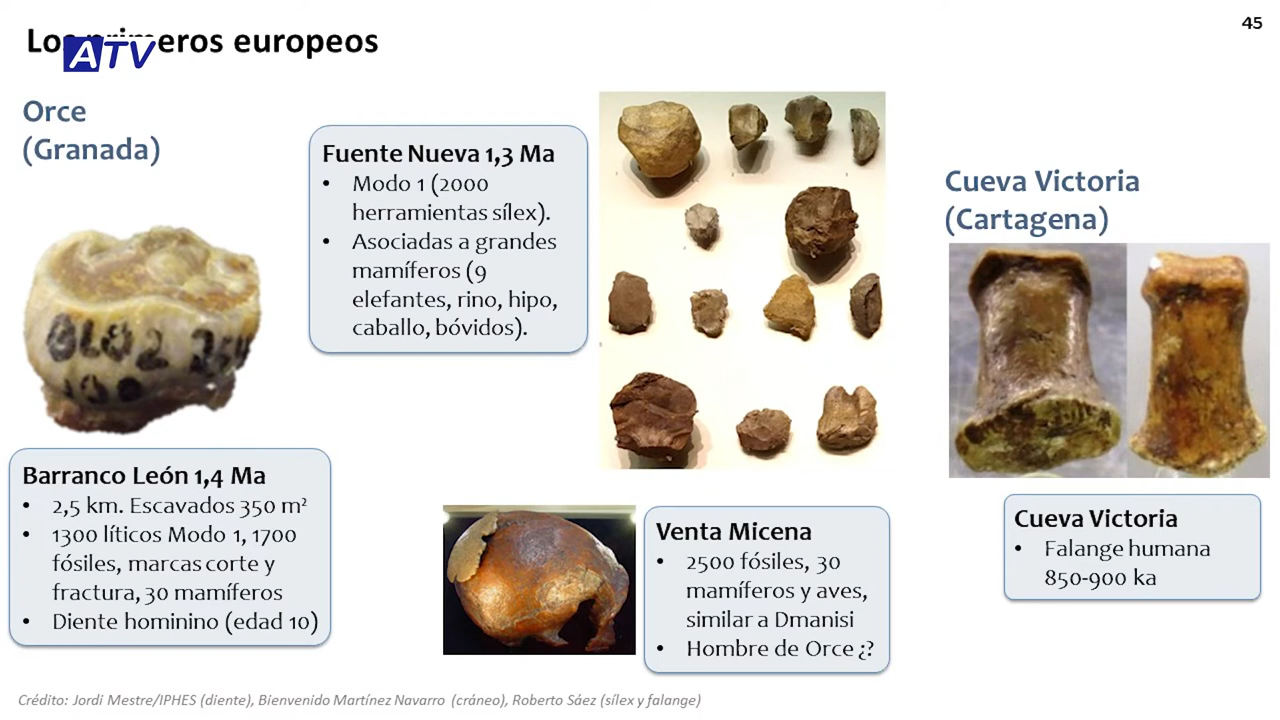 Los primeros europeos
ATV
45
Orce
(Granada)
Fuente Nueva 1,3 Ma
• Modo 1 (2000
herramientas sílex).
• Asociadas a grandes
mamíferos (9
elefantes, rino, hipo,
caballo, bóvidos).
Cueva Victoria
(Cartagena)
Barranco León 1,4 Ma
• 2,5 km. Escavados 350 m²
• 1300 líticos Modo 1, 1700
fósiles, marcas corte y
fractura, 30 mamíferos
• Diente hominino (edad 10)
Venta Micena
• 2500 fósiles, 30
mamíferos y aves,
similar a Dmanisi
• Hombre de Orce ¿?
Cueva Victoria
• Falange humana
850-900 ka
Crédito: Jordi Mestre/IPHES (diente), Bienvenido Martínez Navarro (cráneo), Roberto Sáez (sílex y falange)